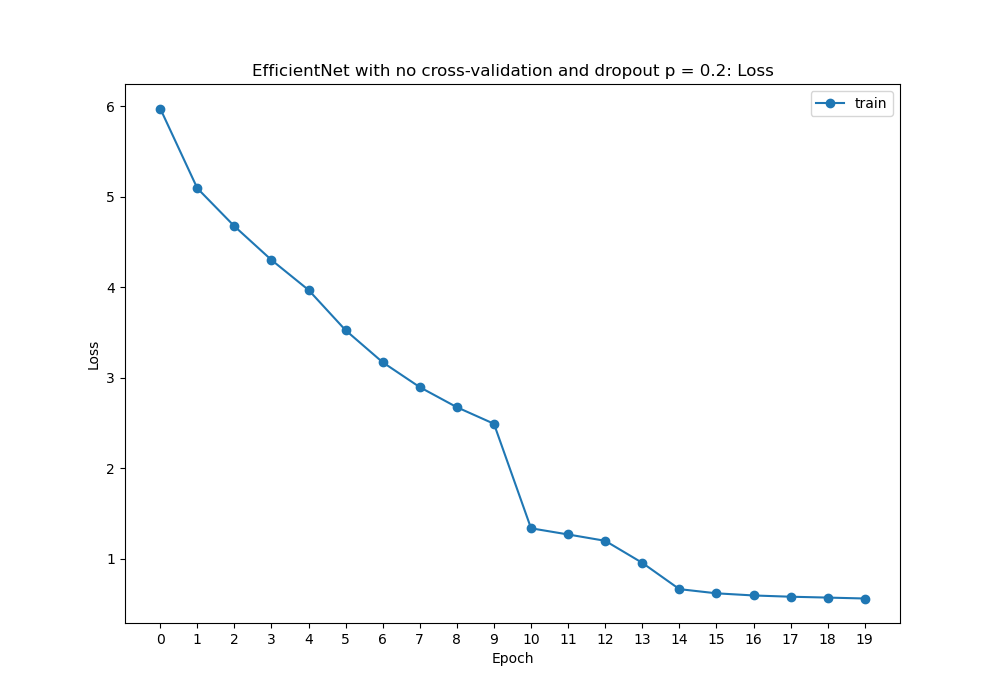 EfficientNet with no cross-validation and dropout p = 0.2: Loss
train
6
5
4
3
2
1
Loss
0 1 2 3 4 5 6 7 8 9 10 11 12 13 14 15 16 17 18 19
Epoch